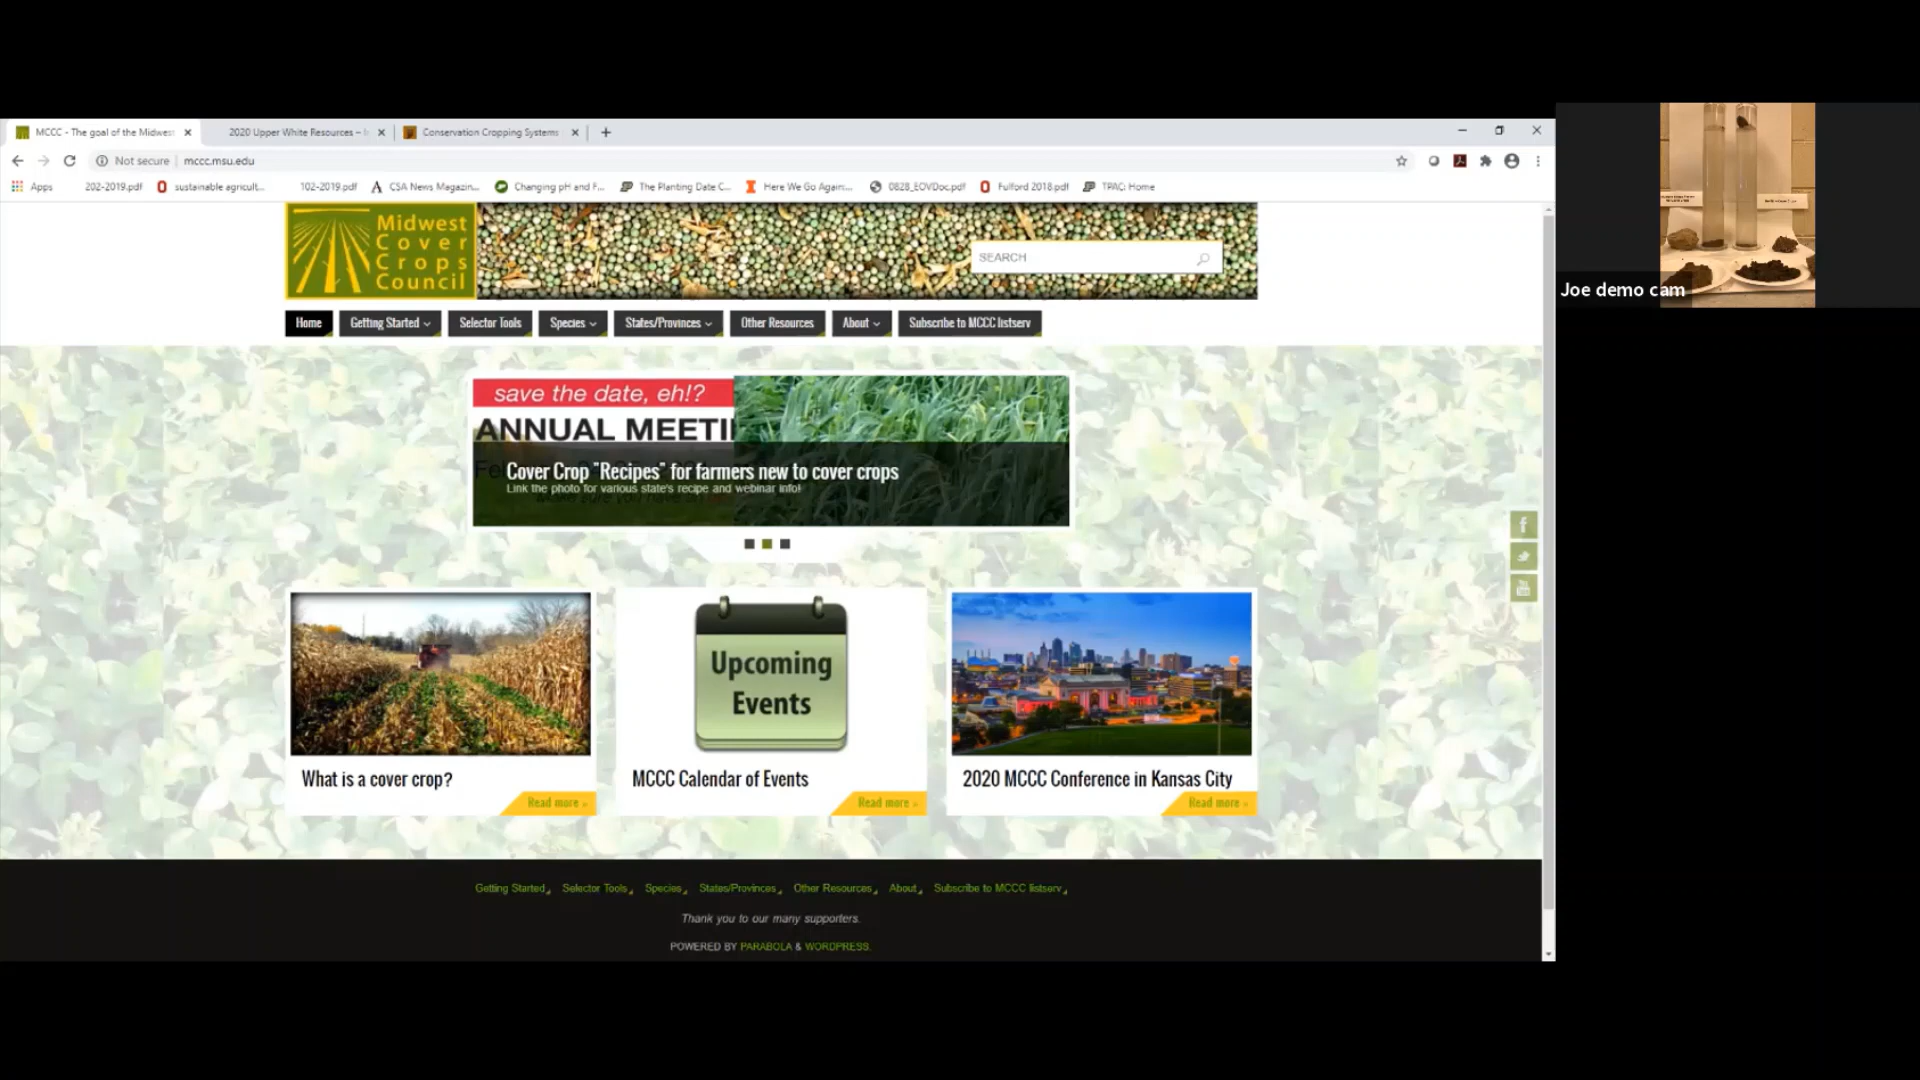 MCCC - The goal of the Midwest
2020 Upper White Resources – I
Conservation Cropping Systems
Not secure
mccc.msu.edu
Apps
202-2019.pdf
sustainable agricult...
102-2019.pdf
CSA News Magazin...
Changing pH and F...
The Planting Date C...
Here We Go Again:...
0828_EOVDoc.pdf
Fulford 2018.pdf
TPAC: Home
Midwest
Cover
Crops
Council
SEARCH
Home
Getting Started
Selector Tools
Species
States/Provinces
Other Resources
About
Subscribe to MCCC listserv
save the date, eh!?
ANNUAL MEETI
Cover Crop "Recipes" for farmers new to cover crops
Link the photo for various state's recipe and webinar info!
Upcoming
Events
What is a cover crop?
Read more »
MCCC Calendar of Events
Read more »
2020 MCCC Conference in Kansas City
Read more »
Getting Started
Selector Tools
Species
States/Provinces
Other Resources
About
Subscribe to MCCC listserv
Thank you to our many supporters.
POWERED BY PARABOLA & WORDPRESS.
Joe demo cam